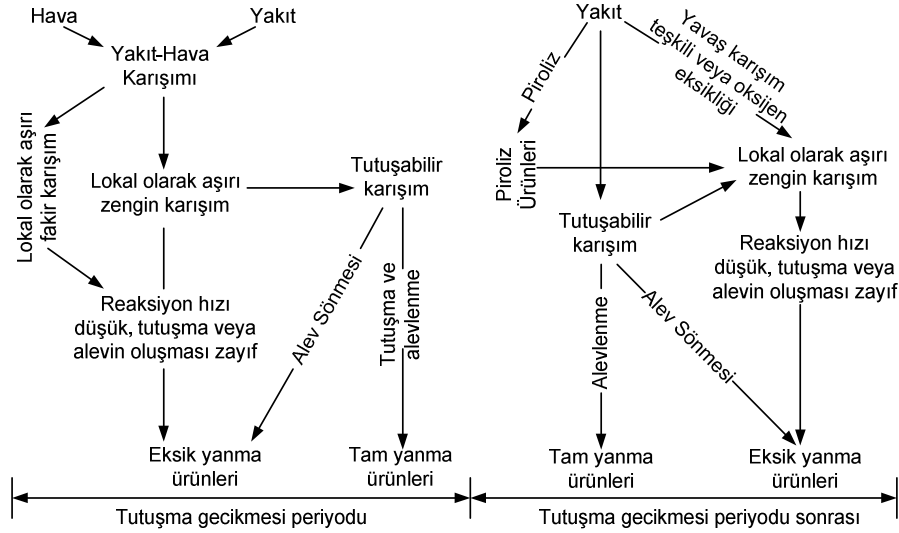 Hava
Yakıt
Yakıt-Hava
Karışımı
Lokal olarak aşırı
fakir karışım
Lokal olarak aşırı
zengin karışım
Tutuşabilir
karışım
Reaksiyon hızı
düşük, tutuşma veya
alevin oluşması zayıf
Alev Sönmesi
Tutuşma ve
alevlenme
Eksik yanma
ürünleri
Tam yanma
ürünleri
Tutuşma gecikmesi periyodu
Yakıt
Piroliz
Yavaş karışım
teşkili veya oksijen
eksikliği
Piroliz
Ürünleri
Lokal olarak aşırı
zengin karışım
Tutuşabilir
karışım
Reaksiyon hızı
düşük, tutuşma veya
alevin oluşması zayıf
Alevlenme
Alev Sönmesi
Tam yanma
ürünleri
Eksik yanma
ürünleri
Tutuşma gecikmesi periyodu sonrası